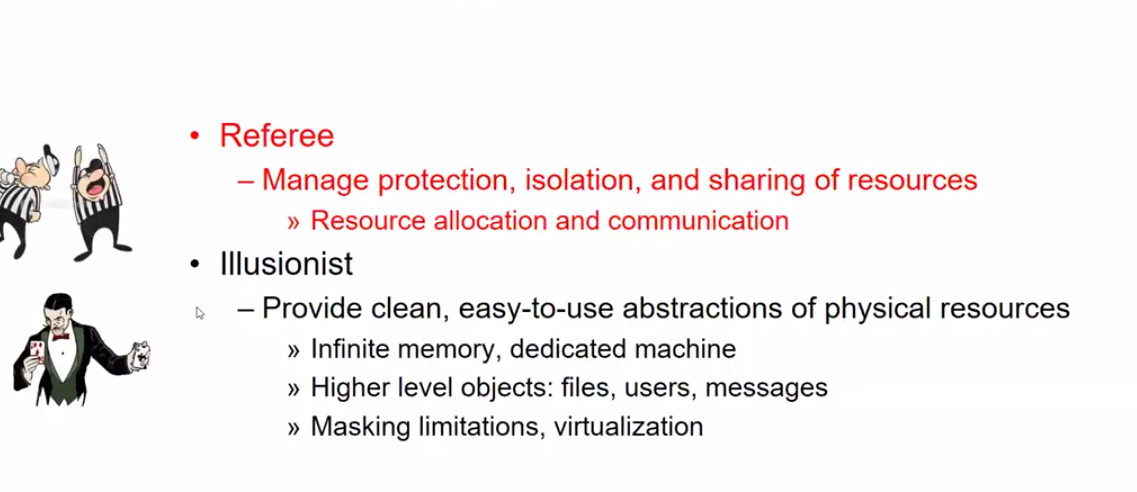 • Referee
– Manage protection, isolation, and sharing of resources
» Resource allocation and communication
• Illusionist
– Provide clean, easy-to-use abstractions of physical resources
» Infinite memory, dedicated machine
» Higher level objects: files, users, messages
» Masking limitations, virtualization